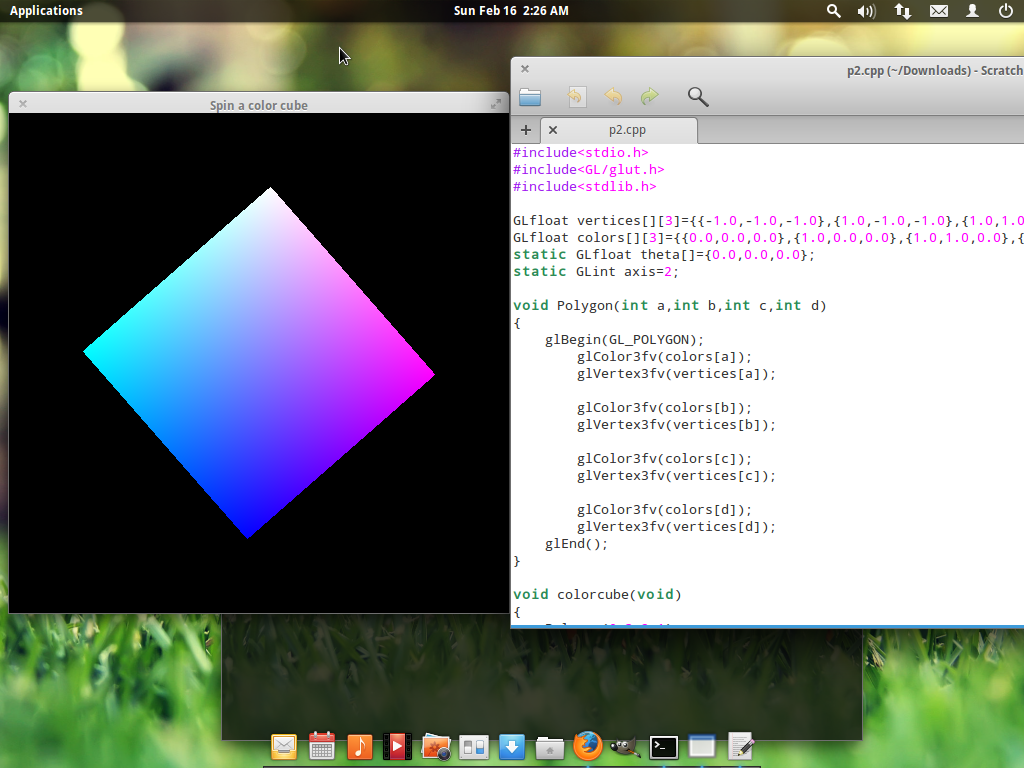 Applications
Sun Feb 16 2:26 AM
Spin a color cube
p2.cpp (~/Downloads) - Scratch
p2.cpp
#include<stdio.h>
#include<GL/glut.h>
#include<stdlib.h>
GLfloat vertices[][3]={{-1.0,-1.0,-1.0},{1.0,-1.0,-1.0},{1.0,1.0
GLfloat colors[][3]={{0.0,0.0,0.0},{1.0,0.0,0.0},{1.0,1.0,0.0},{
static GLfloat theta[]={0.0,0.0,0.0};
static GLint axis=2;
void Polygon(int a,int b,int c,int d)
{
glBegin(GL_POLYGON);
glColor3fv(colors[a]);
glVertex3fv(vertices[a]);
glColor3fv(colors[b]);
glVertex3fv(vertices[b]);
glColor3fv(colors[c]);
glVertex3fv(vertices[c]);
glColor3fv(colors[d]);
glVertex3fv(vertices[d]);
glEnd();
}
void colorcube(void)
{